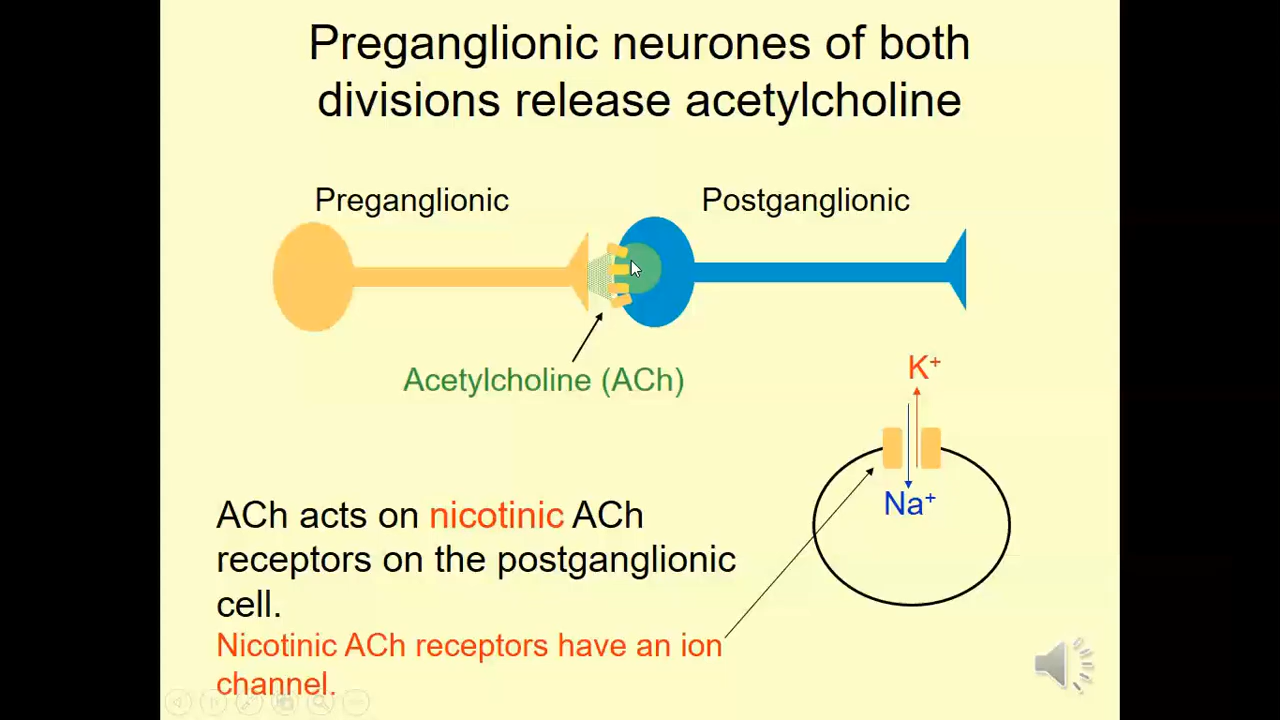 Preganglionic neurones of both
divisions release acetylcholine
Preganglionic
Postganglionic
Acetylcholine (ACh)
K⁺
Na⁺
ACh acts on nicotinic ACh
receptors on the postganglionic
cell.
Nicotinic ACh receptors have an ion
channel.